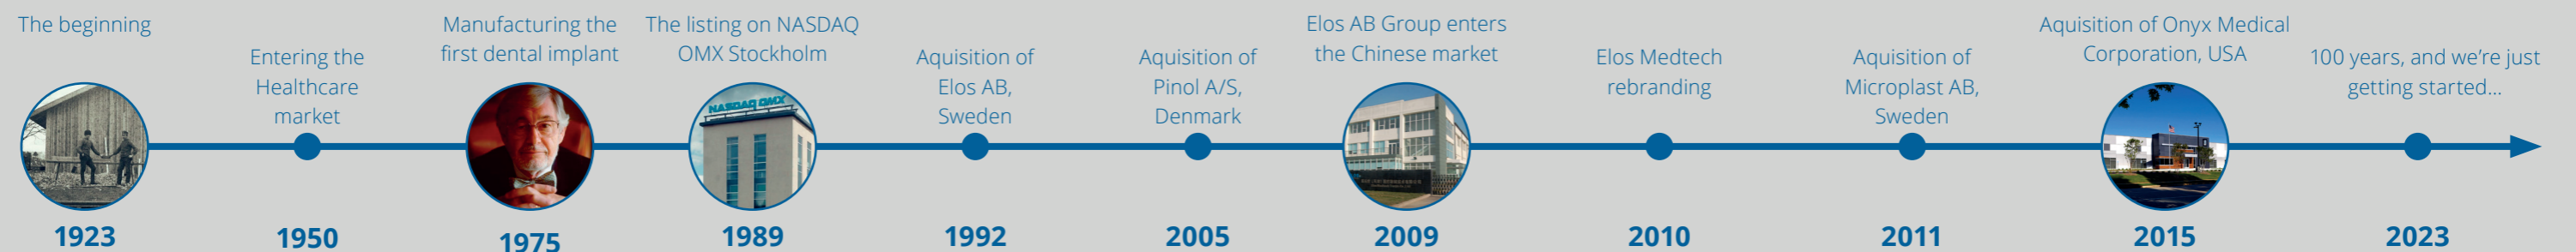 The beginning
1923
Entering the
Healthcare
market
1950
Manufacturing the
first dental implant
1975
The listing on NASDAQ
OMX Stockholm
NASDAQ OMX
1989
Aquisition of
Elos AB,
Sweden
1992
Aquisition of
Pinol A/S,
Denmark
2005
Elos AB Group enters
the Chinese market
2009
Elos Medtech
rebranding
2010
Aquisition of
Microplast AB,
Sweden
2011
Aquisition of Onyx Medical
Corporation, USA
2015
100 years, and we’re just
getting started...
2023